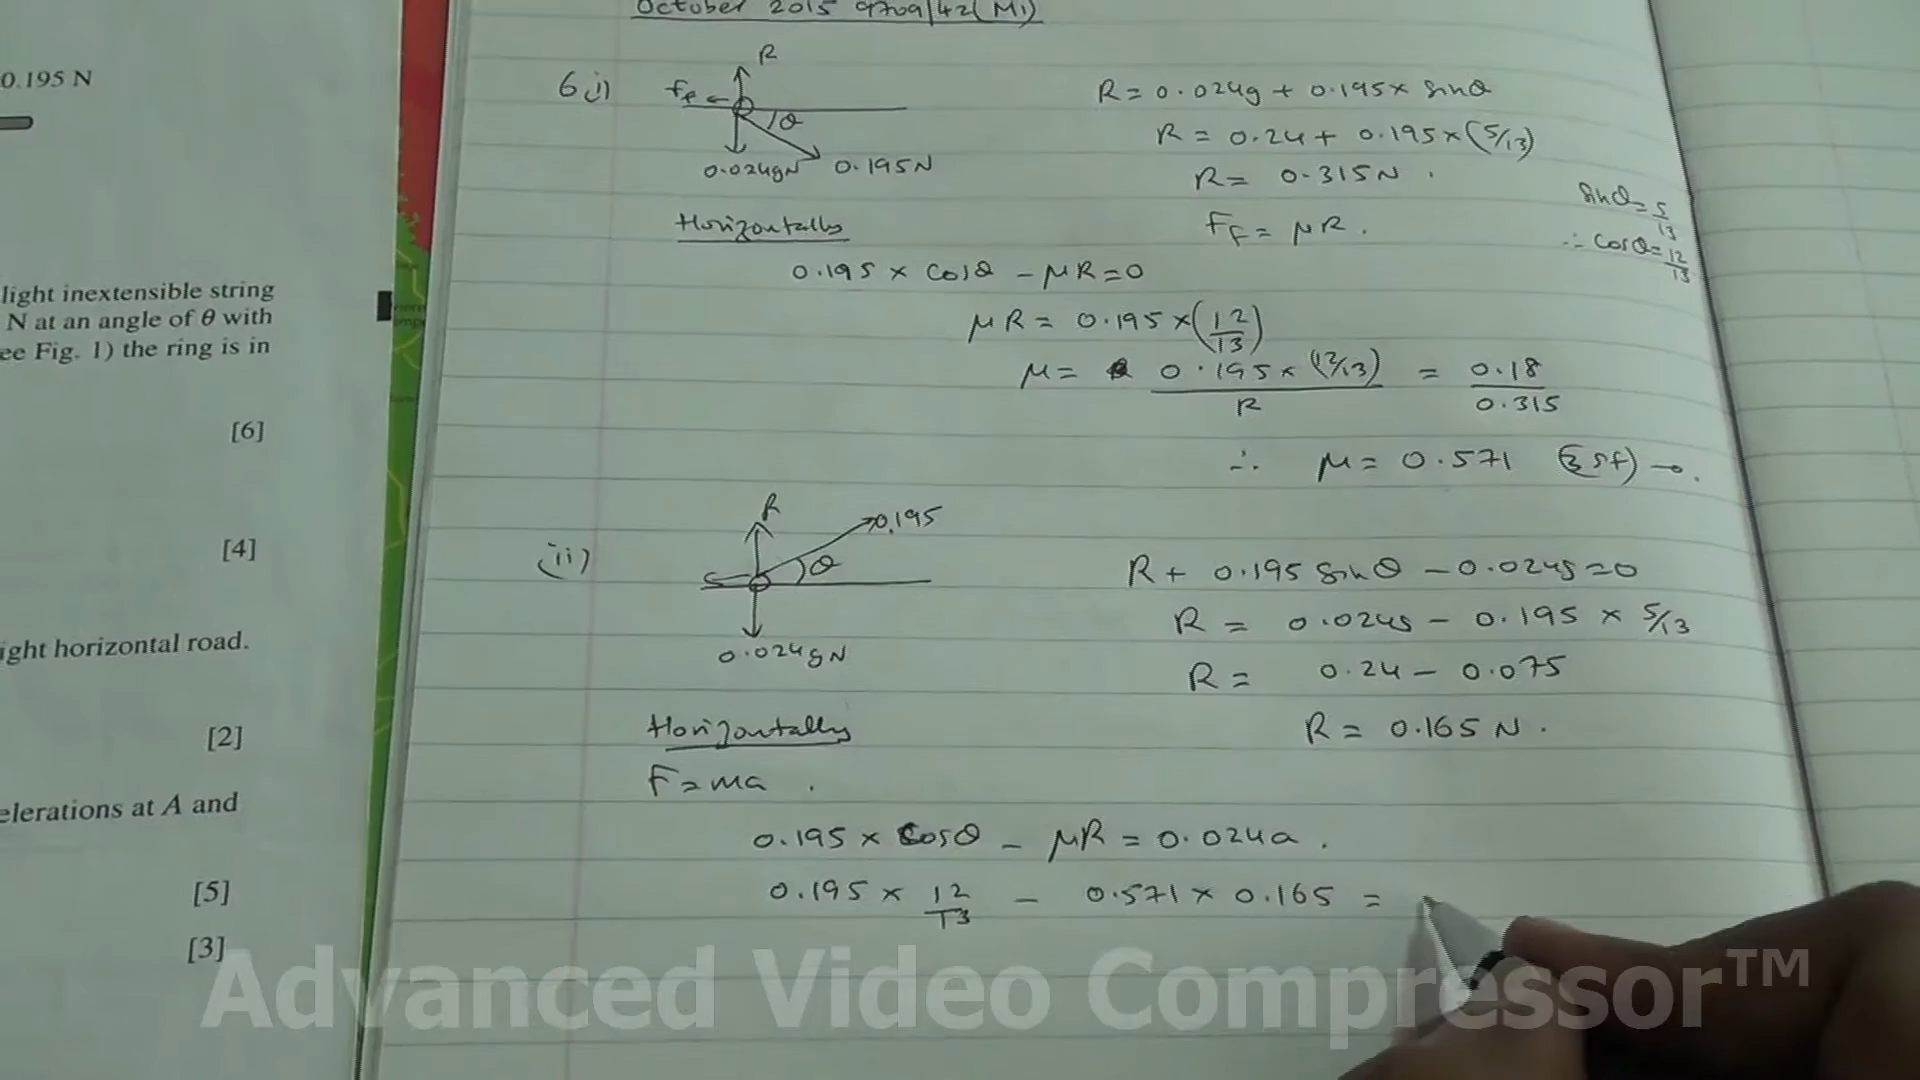 October 2015 9709/42(M1)
0.195 N
6 i)
R
Ff
θ
0.024gN 0.195N
R = 0.024g + 0.195 × sinθ
R = 0.24 + 0.195 × (5/13)
R = 0.315N .
sinθ = 5/13
∴ cosθ = 12/13
FF = μR .
Horizontally
0.195 × cosθ - μR = 0
μR = 0.195 × (12/13)
μ = 0.195 × (12/13) / R = 0.18 / 0.315
∴ μ = 0.571 (3 sf)
light inextensible string
N at an angle of θ with
ee Fig. 1) the ring is in
[6]
[4]
ight horizontal road.
[2]
elerations at A and
[5]
[3]
(ii)
R
0.195
θ
0.024gN
R + 0.195 sinθ - 0.024g = 0
R = 0.024g - 0.195 × 5/13
R = 0.24 - 0.075
R = 0.165 N .
Horizontally
F = ma .
0.195 × cosθ - μR = 0.024a .
0.195 × 12/13 - 0.571 × 0.165 =
Advanced Video Compressor™